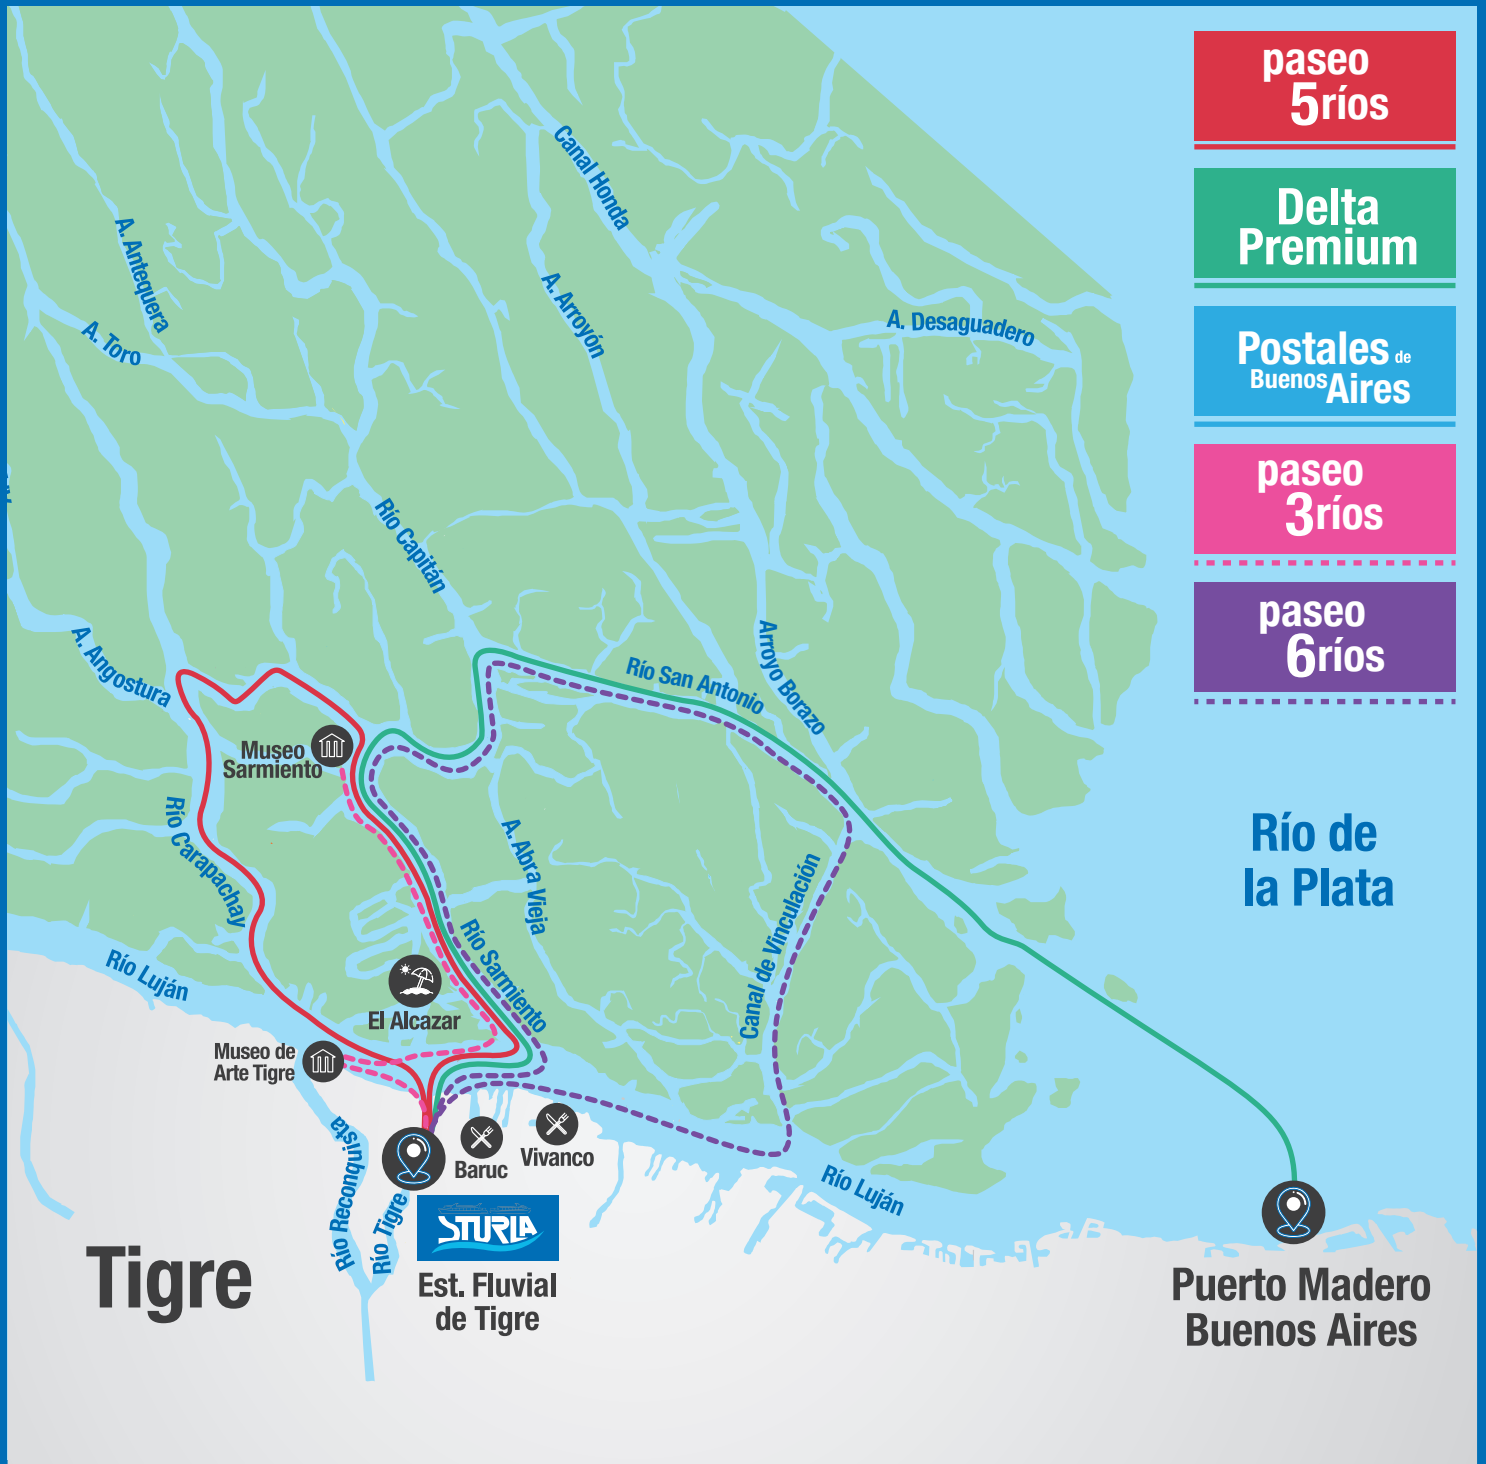 paseo
5ríos
Delta
Premium
Postales de
Buenos Aires
paseo
3ríos
paseo
6ríos
Canal Honda
A. Antequera
A. Toro
A. Arroyón
A. Desaguadero
Río Capitán
A. Angostura
Río San Antonio
Arroyo Borazo
Museo
Sarmiento
Río Carapachay
A. Abra Vieja
Canal de Vinculación
Río de
la Plata
Río Luján
Río Sarmiento
El Alcazar
Museo de
Arte Tigre
Río Reconquista
Río Tigre
Baruc
Vivanco
Río Luján
STURLA
Est. Fluvial
de Tigre
Tigre
Puerto Madero
Buenos Aires